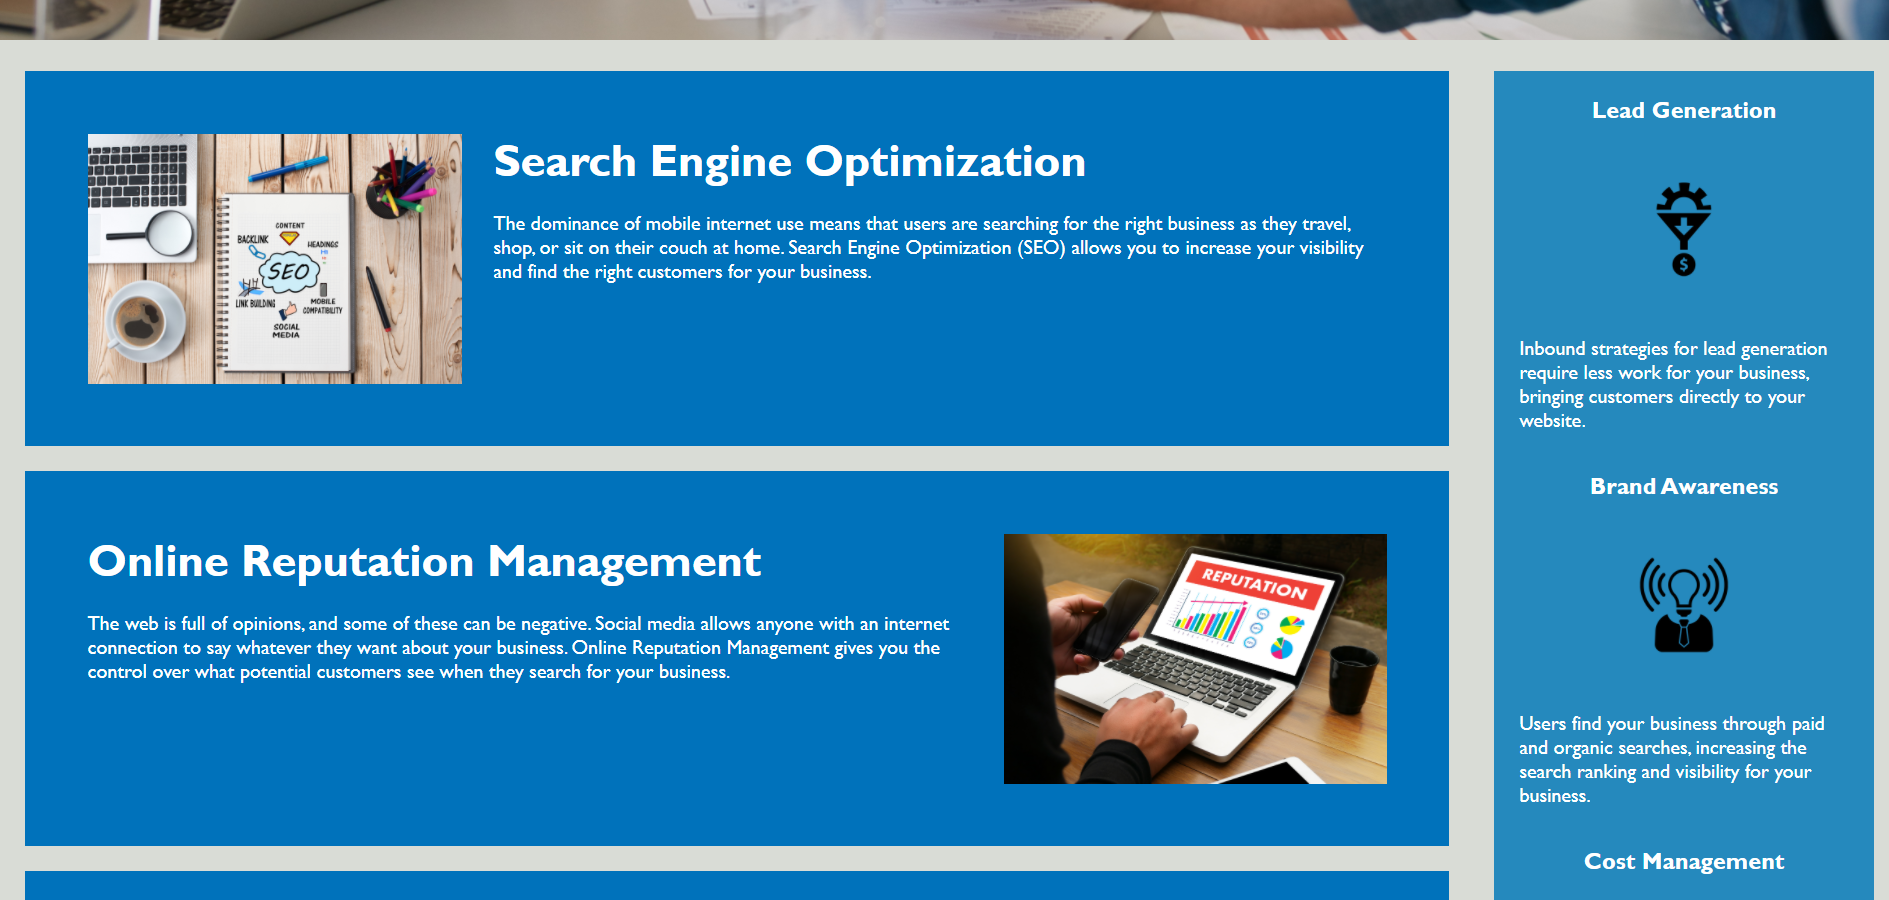 Search Engine Optimization
The dominance of mobile internet use means that users are searching for the right business as they travel,
shop, or sit on their couch at home. Search Engine Optimization (SEO) allows you to increase your visibility
and find the right customers for your business.
CONTENT
BACKLINK
HEADINGS
SEO
LINK BUILDING
MOBILE
COMPATIBILITY
SOCIAL
MEDIA
Online Reputation Management
The web is full of opinions, and some of these can be negative. Social media allows anyone with an internet
connection to say whatever they want about your business. Online Reputation Management gives you the
control over what potential customers see when they search for your business.
REPUTATION
Lead Generation
$
Inbound strategies for lead generation
require less work for your business,
bringing customers directly to your
website.
Brand Awareness
Users find your business through paid
and organic searches, increasing the
search ranking and visibility for your
business.
Cost Management